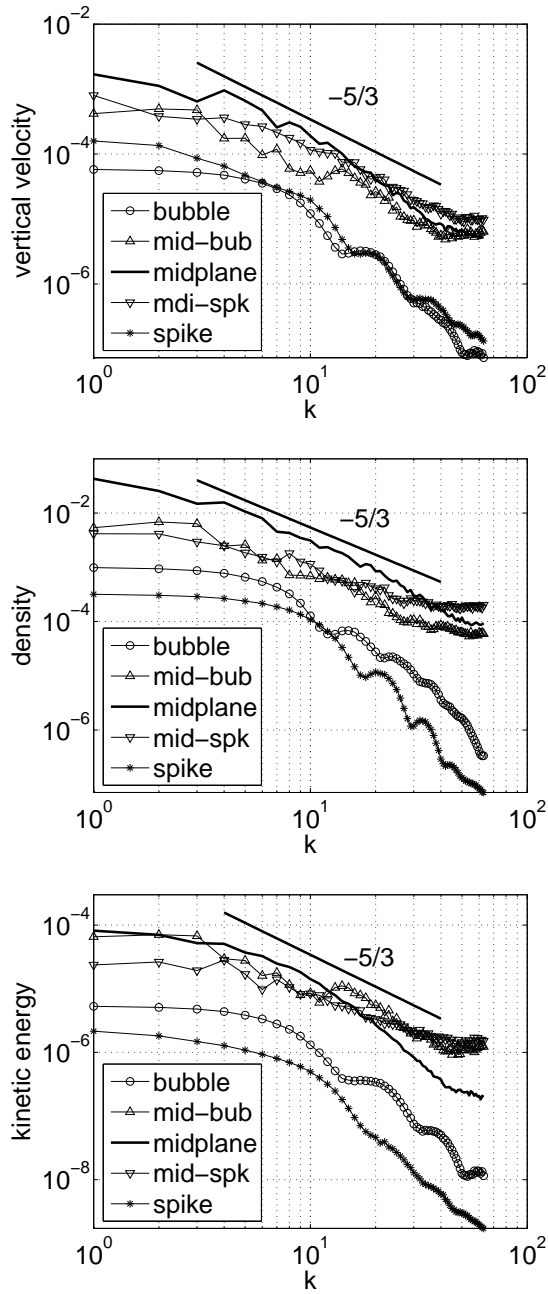 10^−2
10^−4
10^−6
vertical velocity
−5/3
bubble
mid−bub
midplane
mdi−spk
spike
10^0
10^1
10^2
k
10^−2
10^−4
10^−6
density
−5/3
bubble
mid−bub
midplane
mid−spk
spike
10^0
10^1
10^2
k
10^−4
10^−6
10^−8
kinetic energy
−5/3
bubble
mid−bub
midplane
mid−spk
spike
10^0
10^1
10^2
k